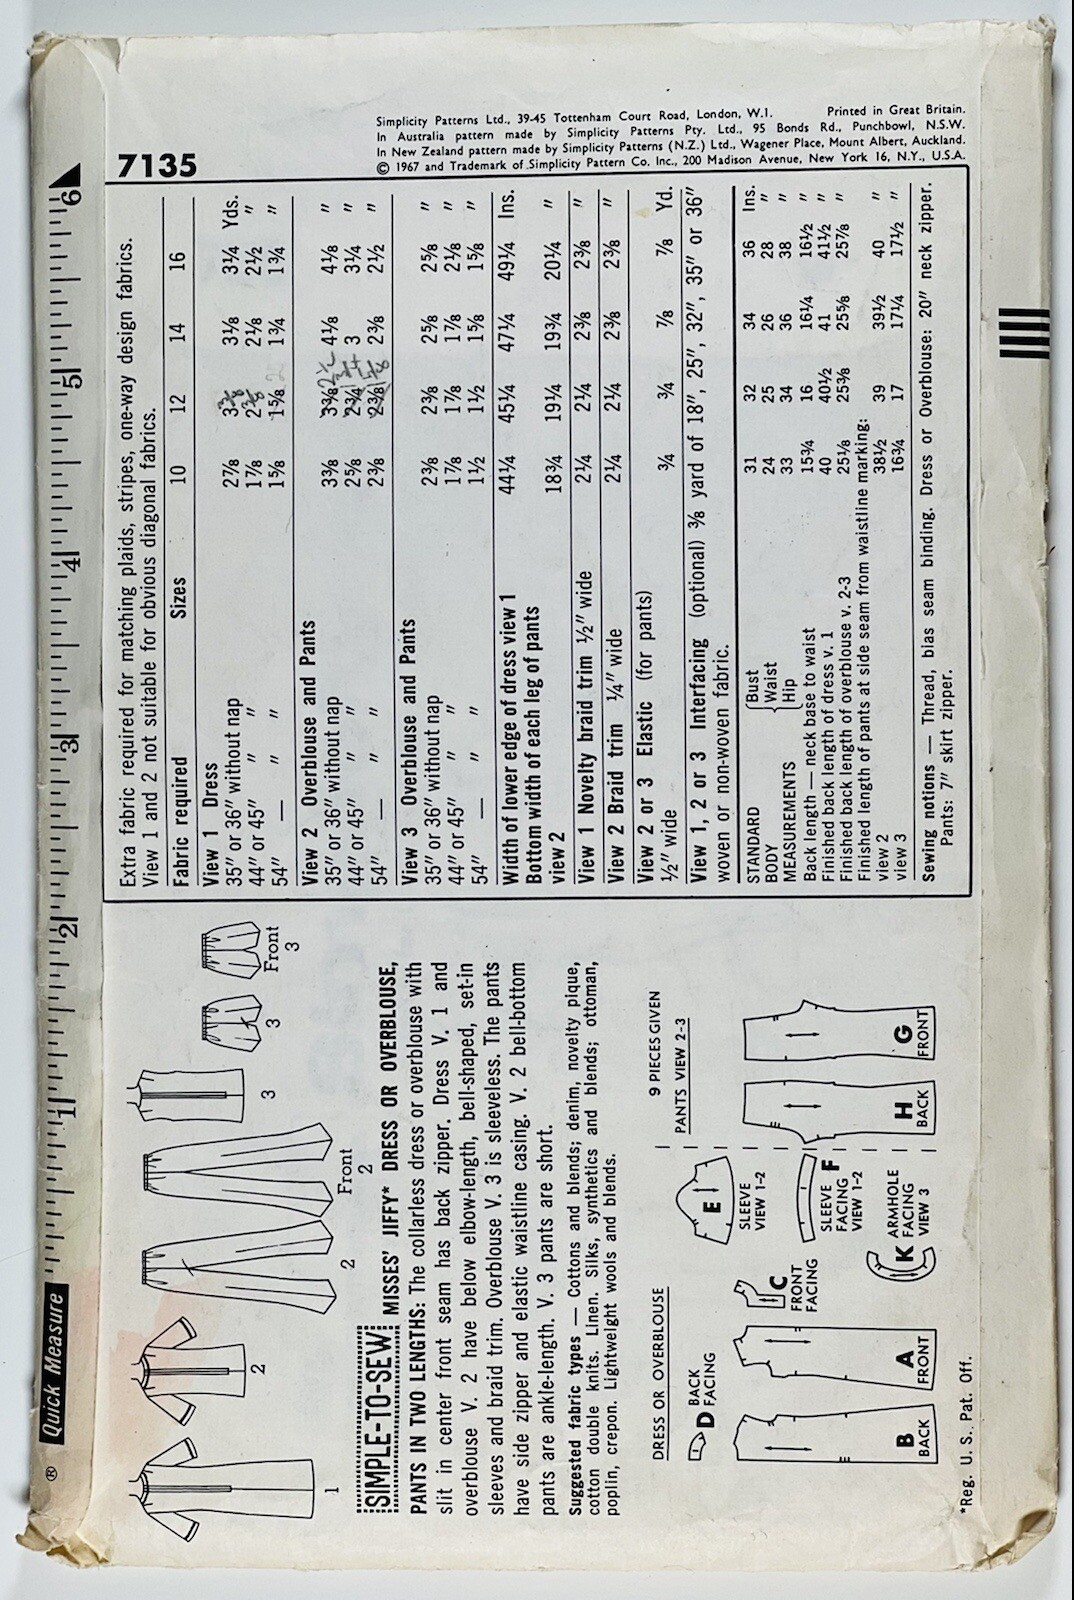 Simplicity Patterns Ltd., 39-45 Tottenham Court Road, London, W.1. Printed in Great Britain.
In Australia pattern made by Simplicity Patterns Pty. Ltd., 95 Bonds Rd., Punchbowl, N.S.W.
In New Zealand pattern made by Simplicity Patterns (N.Z.) Ltd., Wagener Place, Mount Albert, Auckland.
© 1967 and Trademark of Simplicity Pattern Co. Inc., 200 Madison Avenue, New York 16, N.Y., U.S.A.
7135
® Quick Measure
1 2 3 4 5 6
1
2
2
Front
2
3
3
Front
3
SIMPLE-TO-SEW MISSES' JIFFY* DRESS OR OVERBLOUSE,
PANTS IN TWO LENGTHS: The collarless dress or overblouse with
slit in center front seam has back zipper. Dress V. 1 and
overblouse V. 2 have below elbow-length, bell-shaped, set-in
sleeves and braid trim. Overblouse V. 3 is sleeveless. The pants
have side zipper and elastic waistline casing. V. 2 bell-bottom
pants are ankle-length. V. 3 pants are short.
Suggested fabric types — Cottons and blends; denim, novelty pique,
cotton double knits. Linen. Silks, synthetics and blends; ottoman,
poplin, crepon. Lightweight wools and blends.
9 PIECES GIVEN
DRESS OR OVERBLOUSE
PANTS VIEW 2-3
D BACK
FACING
B
BACK
A
FRONT
C
FRONT
FACING
E
SLEEVE
VIEW 1-2
SLEEVE F
FACING
VIEW 1-2
K ARMHOLE
FACING
VIEW 3
H
BACK
G
FRONT
*Reg. U. S. Pat. Off.
Extra fabric required for matching plaids, stripes, one-way design fabrics.
View 1 and 2 not suitable for obvious diagonal fabrics.
Fabric required Sizes 10 12 14 16
View 1 Dress
35" or 36" without nap 2⅞ 3⅛ 3¼ Yds.
44" or 45" " " 1⅞ 2⅛ 2½ "
54" — " " 1⅝ 1⅝ 1¾ 1¾ "
View 2 Overblouse and Pants
35" or 36" without nap 3⅜ 3⅜ 4⅛ 4⅛ "
44" or 45" " " 2⅝ 2¾ 3 3¼ "
54" — " " 2⅜ 2⅜ 2⅜ 2½ "
View 3 Overblouse and Pants
35" or 36" without nap 2⅜ 2⅜ 2⅝ 2⅝ "
44" or 45" " " 1⅞ 1⅞ 1⅞ 2⅛ "
54" — " " 1½ 1½ 1⅝ 1⅝ "
Width of lower edge of dress view 1 44¼ 45¼ 47¼ 49¼ Ins.
Bottom width of each leg of pants
view 2 18¾ 19¼ 19¾ 20¼ "
View 1 Novelty braid trim ½" wide 2¼ 2¼ 2⅜ 2⅜ "
View 2 Braid trim ¼" wide 2¼ 2¼ 2⅜ 2⅜ "
View 2 or 3 Elastic (for pants)
½" wide ¾ ¾ ⅞ ⅞ Yd.
View 1, 2 or 3 Interfacing (optional) ⅜ yard of 18", 25", 32", 35" or 36"
woven or non-woven fabric.
STANDARD Bust 31 32 34 36 Ins.
BODY Waist 24 25 26 28 "
MEASUREMENTS Hip 33 34 36 38 "
Back length — neck base to waist 15¾ 16 16¼ 16½ "
Finished back length of dress v. 1 40 40½ 41 41½ "
Finished back length of overblouse v. 2-3 25⅛ 25⅜ 25⅝ 25⅞ "
Finished length of pants at side seam from waistline marking:
view 2 38½ 39 39½ 40 "
view 3 16¾ 17 17¼ 17½ "
Sewing notions — Thread, bias seam binding. Dress or Overblouse: 20" neck zipper.
Pants: 7" skirt zipper.